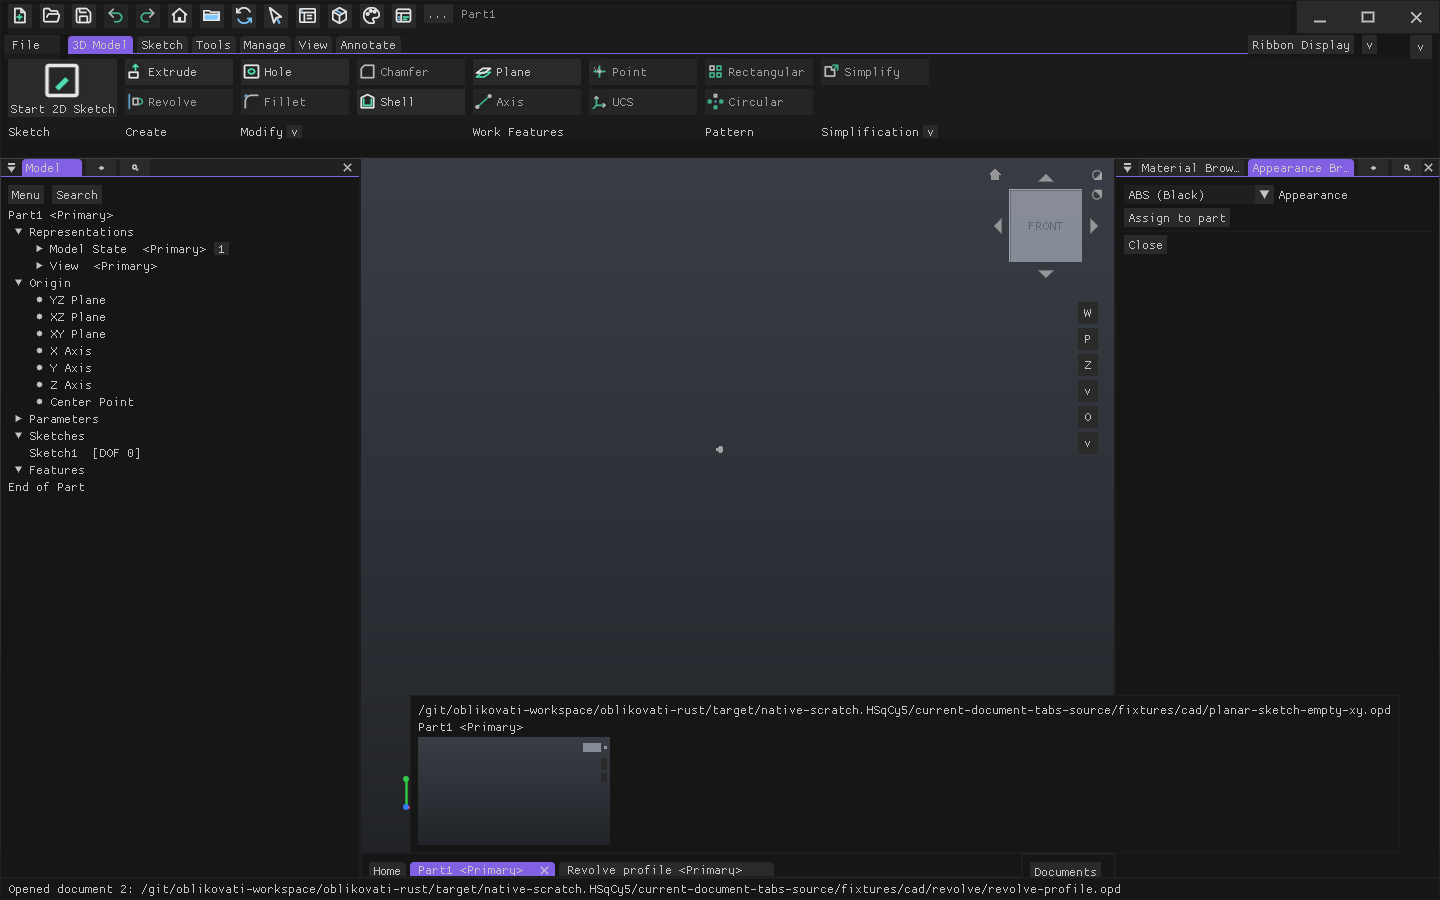 ... Part1
File 3D Model Sketch Tools Manage View Annotate Ribbon Display v v
Start 2D Sketch
Extrude
Revolve
Hole
Fillet
Chamfer
Shell
Plane
Axis
Point
UCS
Rectangular
Circular
Simplify
Sketch Create Modify v Work Features Pattern Simplification v
Model
Menu Search
Part1 <Primary>
Representations
Model State <Primary> 1
View <Primary>
Origin
YZ Plane
XZ Plane
XY Plane
X Axis
Y Axis
Z Axis
Center Point
Parameters
Sketches
Sketch1 [DOF 0]
Features
End of Part
FRONT
W
P
Z
v
O
v
Material Brow… Appearance Br…
ABS (Black) Appearance
Assign to part
Close
/git/oblikovati-workspace/oblikovati-rust/target/native-scratch.HSqCy5/current-document-tabs-source/fixtures/cad/planar-sketch-empty-xy.opd
Part1 <Primary>
Home Part1 <Primary> Revolve profile <Primary> Documents
Opened document 2: /git/oblikovati-workspace/oblikovati-rust/target/native-scratch.HSqCy5/current-document-tabs-source/fixtures/cad/revolve/revolve-profile.opd